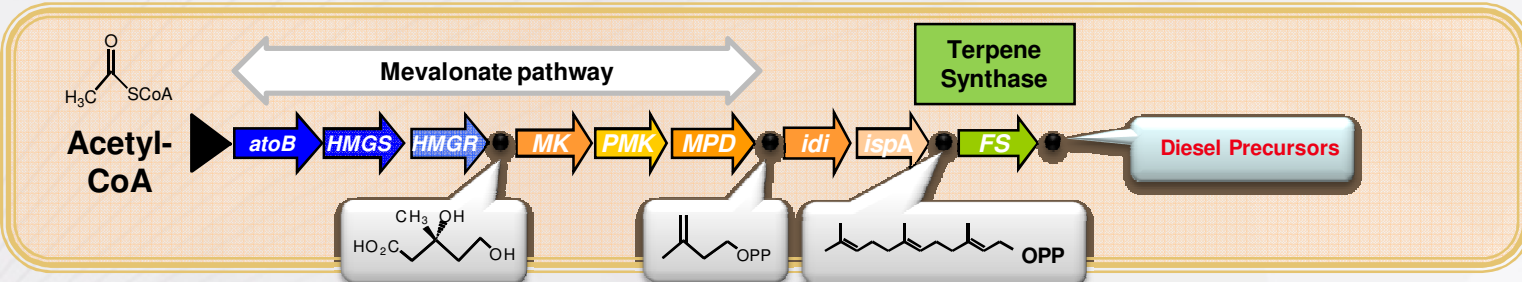 O
H3C
SCoA
Acetyl-
CoA
Mevalonate pathway
Terpene
Synthase
atoB
HMGS
HMGR
MK
PMK
MPD
idi
ispA
FS
Diesel Precursors
CH3 OH
HO2C
OH
OPP
OPP